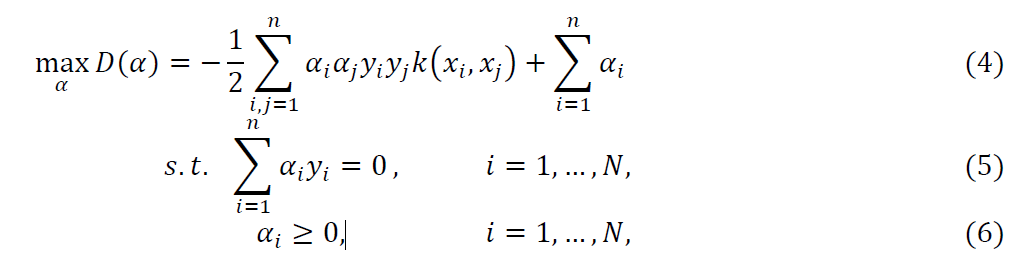 max_α D(α) = −1/2 ∑_{i,j=1}^{n} α_i α_j y_i y_j k(x_i, x_j) + ∑_{i=1}^{n} α_i (4)
s.t. ∑_{i=1}^{n} α_i y_i = 0 , i = 1, … , N, (5)
α_i ≥ 0, i = 1, … , N, (6)